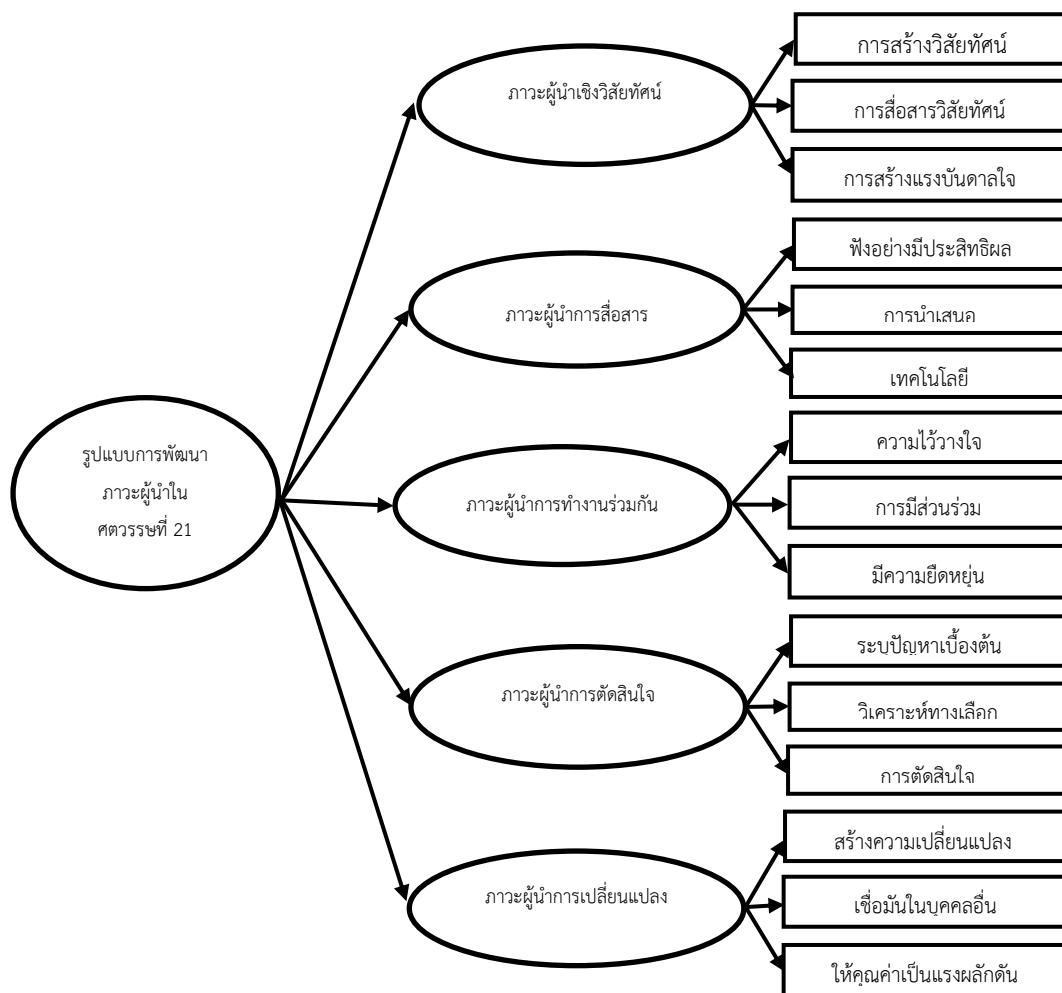 การสร้างวิสัยทัศน์
ภาวะผู้นำเชิงวิสัยทัศน์
การสื่อสารวิสัยทัศน์
การสร้างแรงบันดาลใจ
ฟังอย่างมีประสิทธิผล
ภาวะผู้นำการสื่อสาร
การนำเสนอ
เทคโนโลยี
รูปแบบการพัฒนา
ภาวะผู้นำใน
ศตวรรษที่ 21
ความไว้วางใจ
ภาวะผู้นำการทำงานร่วมกัน
การมีส่วนร่วม
มีความยืดหยุ่น
ระบุปัญหาเบื้องต้น
ภาวะผู้นำการตัดสินใจ
วิเคราะห์ทางเลือก
การตัดสินใจ
สร้างความเปลี่ยนแปลง
ภาวะผู้นำการเปลี่ยนแปลง
เชื่อมันในบุคคลอื่น
ให้คุณค่าเป็นแรงผลักดัน